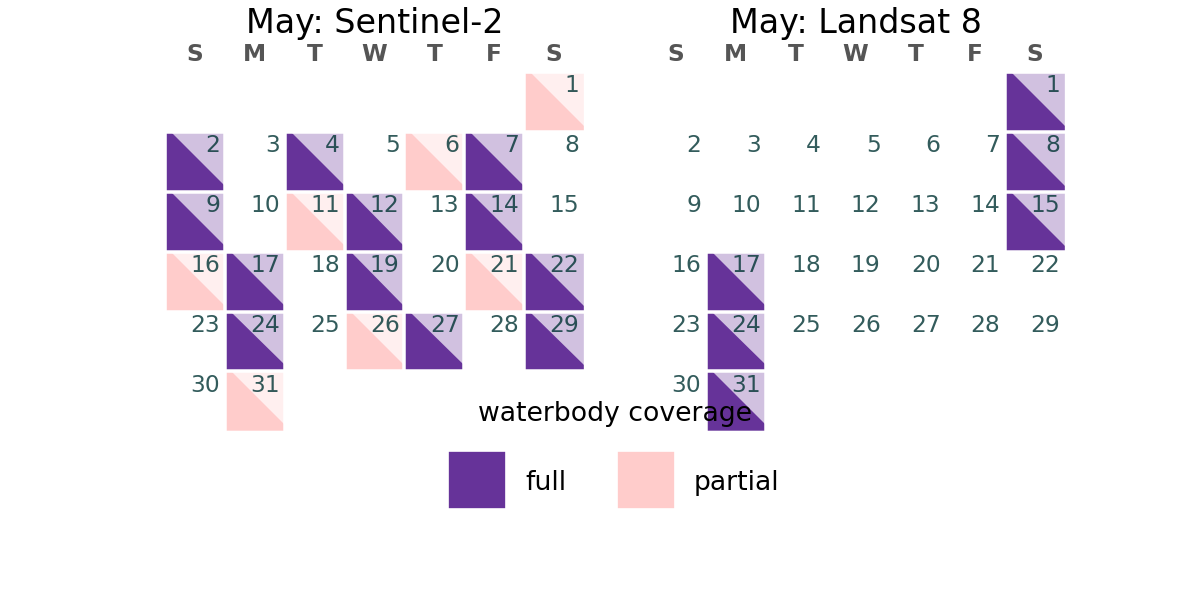 May: Sentinel-2
S M T W T F S
1
2 3 4 5 6 7 8
9 10 11 12 13 14 15
16 17 18 19 20 21 22
23 24 25 26 27 28 29
30 31
May: Landsat 8
S M T W T F S
1
2 3 4 5 6 7 8
9 10 11 12 13 14 15
16 17 18 19 20 21 22
23 24 25 26 27 28 29
30 31
waterbody coverage
full partial